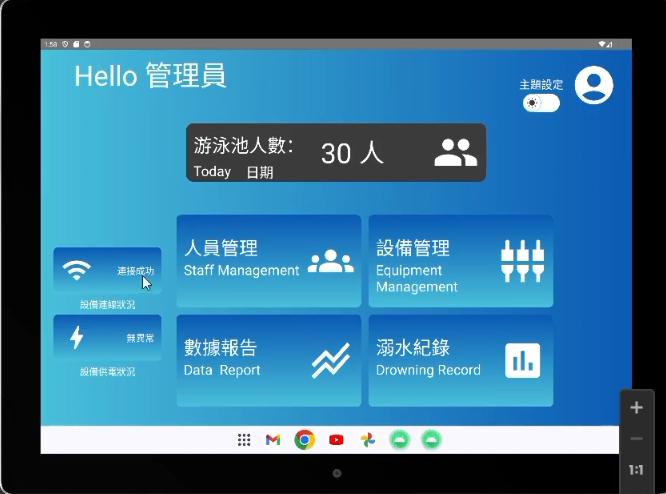 1:58
Hello 管理員
主題設定
游泳池人數：
30 人
Today 日期
人員管理
Staff Management
設備管理
Equipment
Management
連接成功
設備連線狀況
無異常
設備供電狀況
數據報告
Data Report
溺水紀錄
Drowning Record
1:1